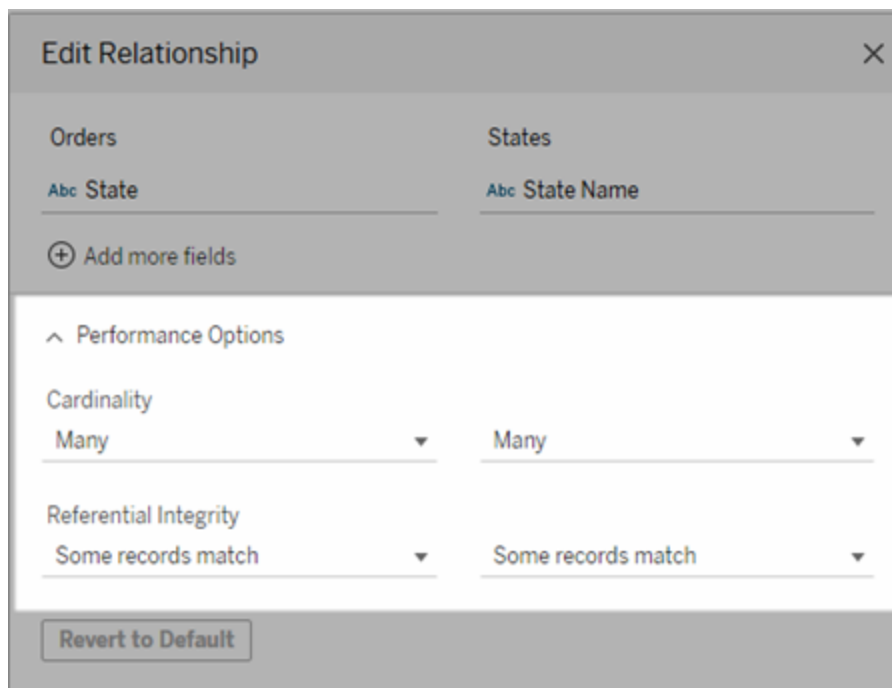 Edit Relationship
Orders States
Abc State Abc State Name
Add more fields
Performance Options
Cardinality
Many Many
Referential Integrity
Some records match Some records match
Revert to Default